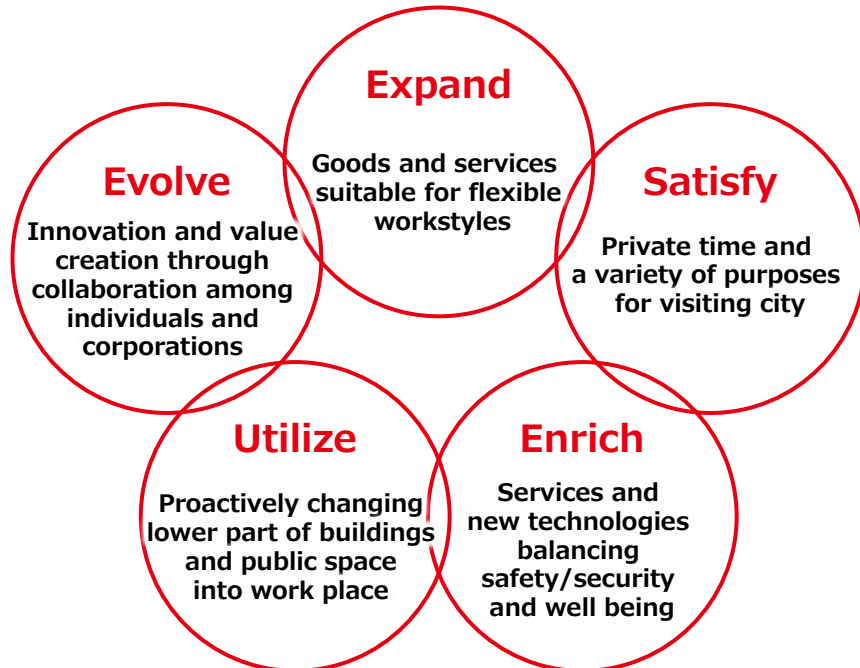 Expand
Goods and services
suitable for flexible
workstyles
Evolve
Innovation and value
creation through
collaboration among
individuals and
corporations
Satisfy
Private time and
a variety of purposes
for visiting city
Utilize
Proactively changing
lower part of buildings
and public space
into work place
Enrich
Services and
new technologies
balancing
safety/security
and well being